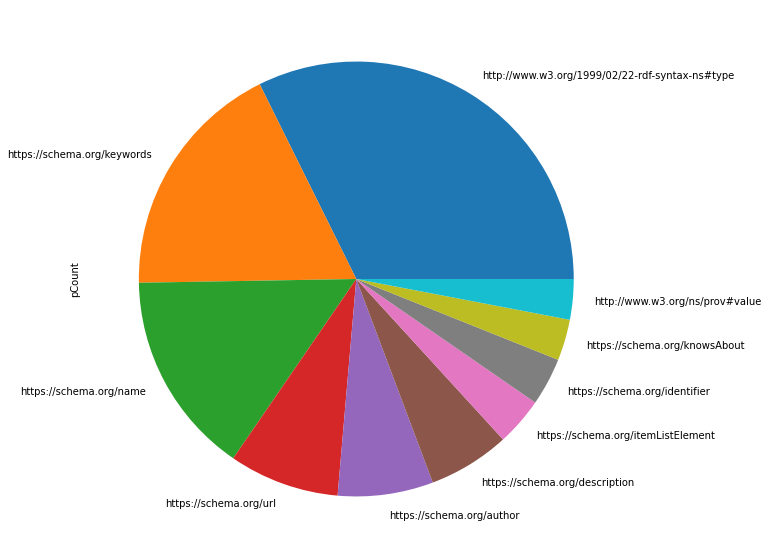 http://www.w3.org/1999/02/22-rdf-syntax-ns#type
https://schema.org/keywords
pCount
https://schema.org/name
https://schema.org/url
https://schema.org/author
https://schema.org/description
https://schema.org/itemListElement
https://schema.org/identifier
https://schema.org/knowsAbout
http://www.w3.org/ns/prov#value